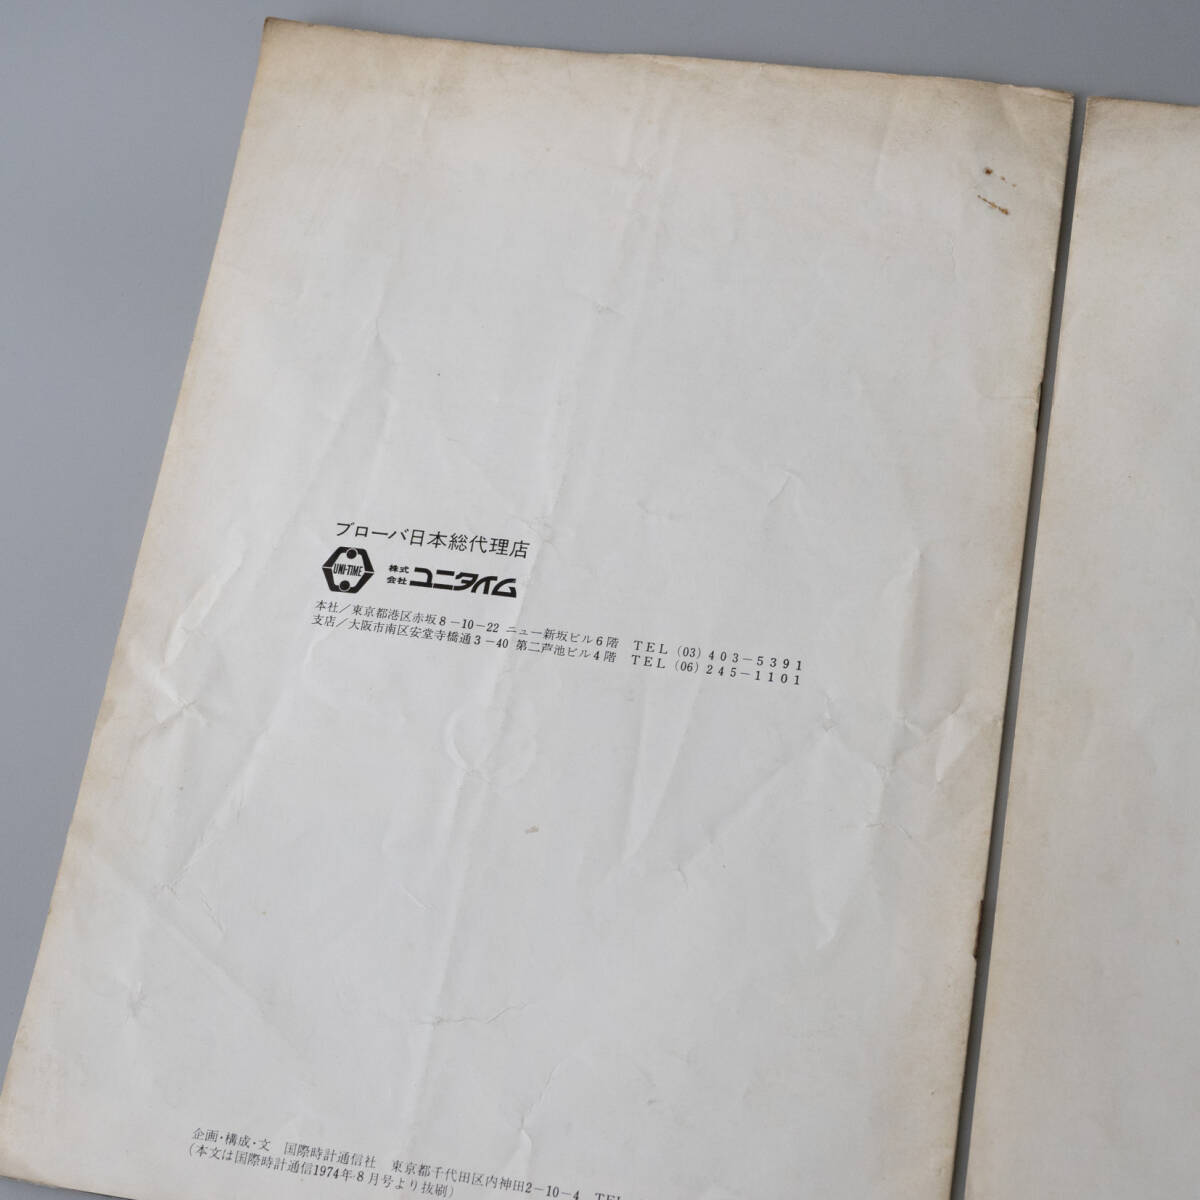 ブローバ日本総代理店
UNI-TIME
株式会社 ユニタイム
本社/東京都港区赤坂8-10-22 ニュー新坂ビル6階 TEL (03) 403-5391
支店/大阪市南区安堂寺橋通3-40 第二芦池ビル4階 TEL (06) 245-1101
企画・構成・文 国際時計通信社 東京都千代田区内神田2-10-4 TEL
(本文は国際時計通信1974年8月号より抜刷)